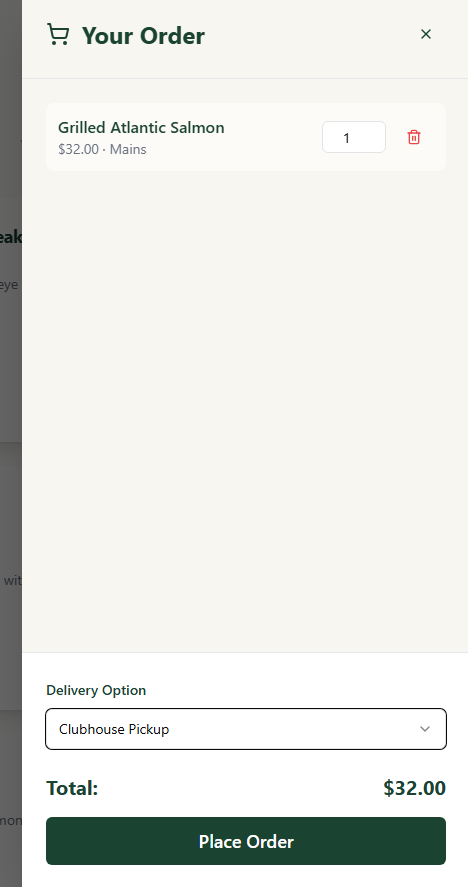 Your Order
Grilled Atlantic Salmon
$32.00 · Mains
1
eak
eye
with
mon
Delivery Option
Clubhouse Pickup
Total:
$32.00
Place Order